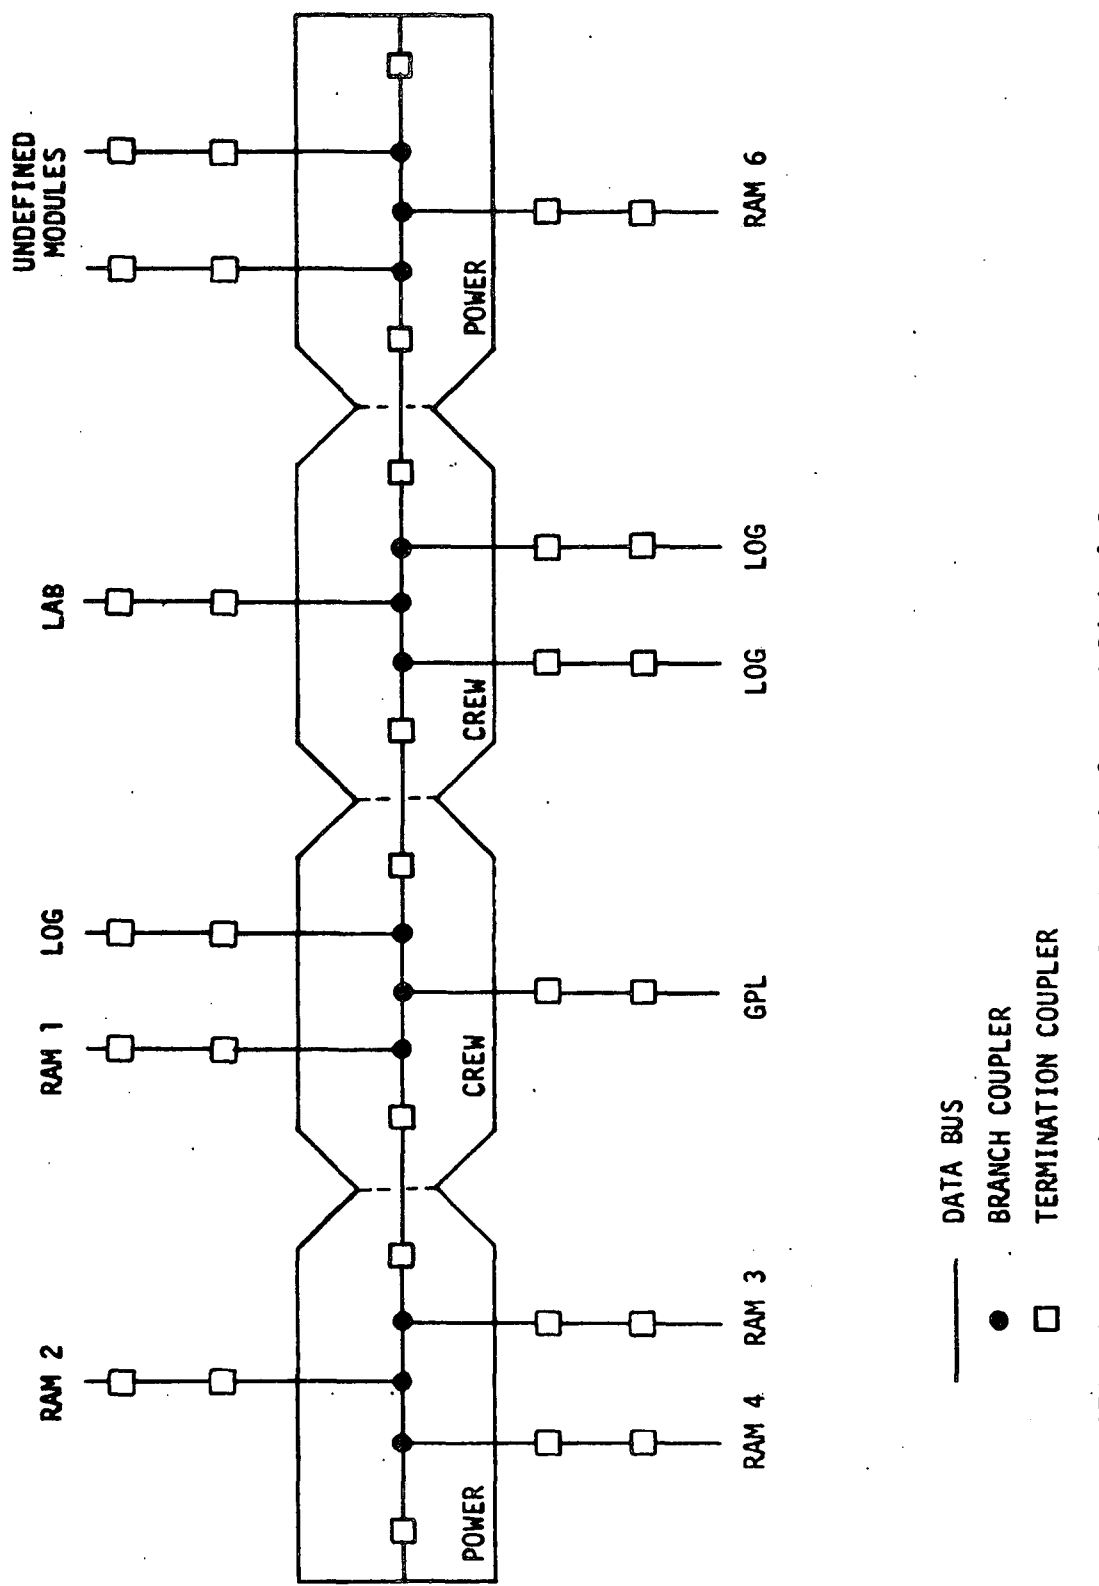 RAM 2
RAM 1
LOG
LAB
UNDEFINED
MODULES
POWER
CREW
CREW
POWER
RAM 4
RAM 3
GPL
LOG
LOG
RAM 6
DATA BUS
BRANCH COUPLER
TERMINATION COUPLER